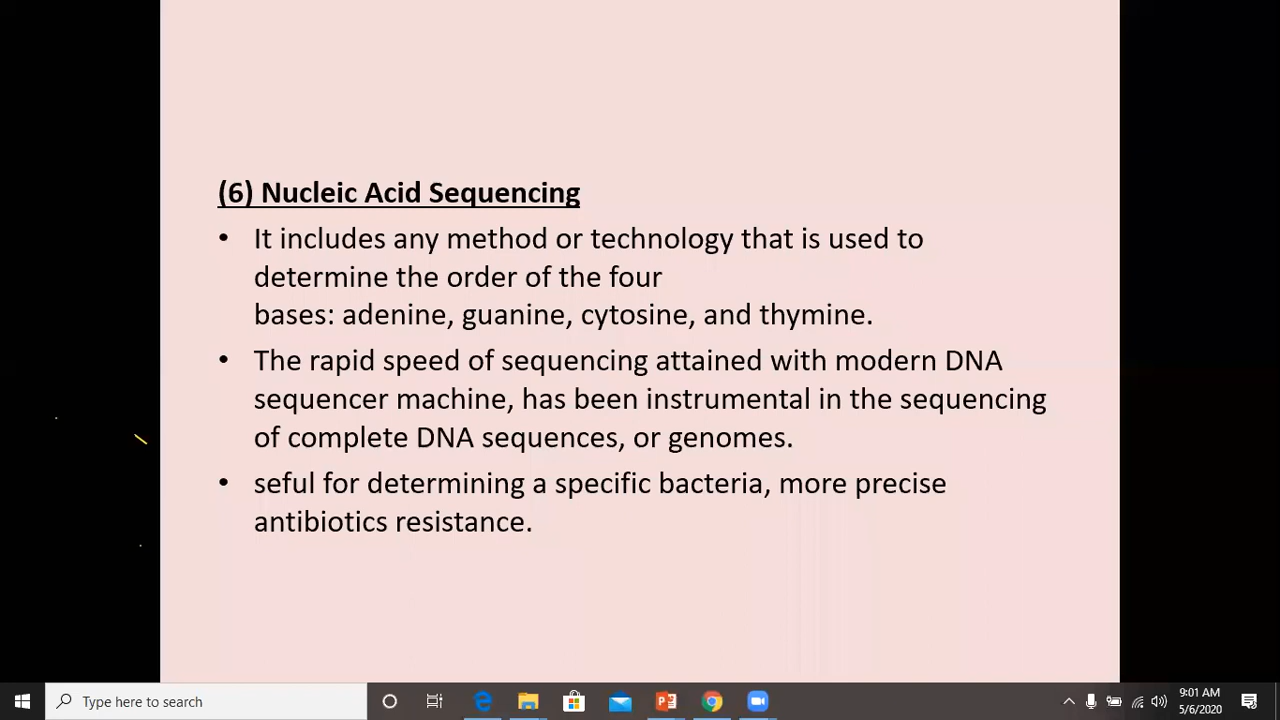 (6) Nucleic Acid Sequencing
• It includes any method or technology that is used to
determine the order of the four
bases: adenine, guanine, cytosine, and thymine.
• The rapid speed of sequencing attained with modern DNA
sequencer machine, has been instrumental in the sequencing
of complete DNA sequences, or genomes.
• seful for determining a specific bacteria, more precise
antibiotics resistance.
Type here to search
9:01 AM
5/6/2020